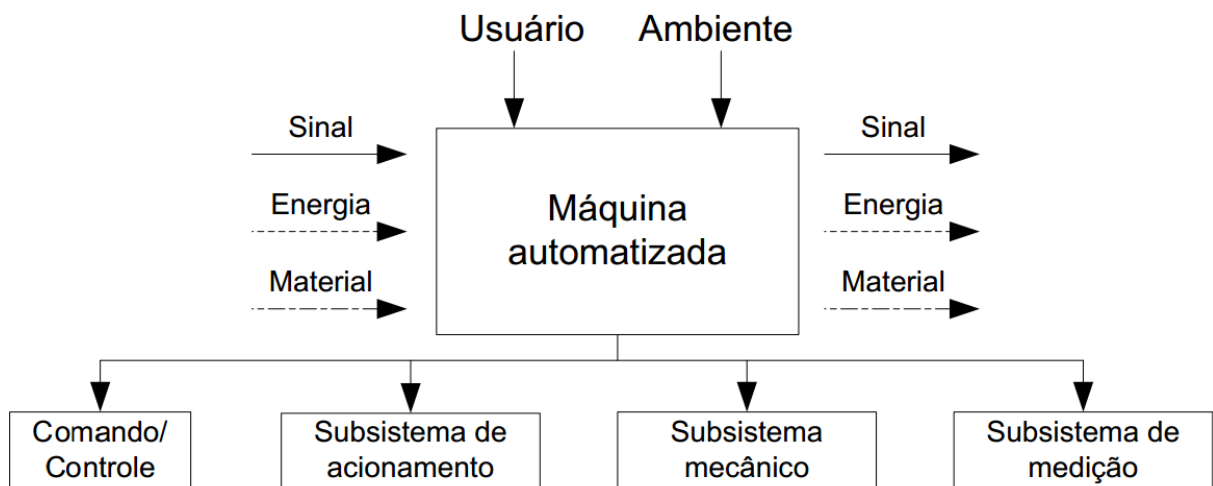 Usuário Ambiente
Sinal Sinal
Energia Máquina Energia
automatizada
Material Material
Comando/ Subsistema de Subsistema Subsistema de
Controle acionamento mecânico medição